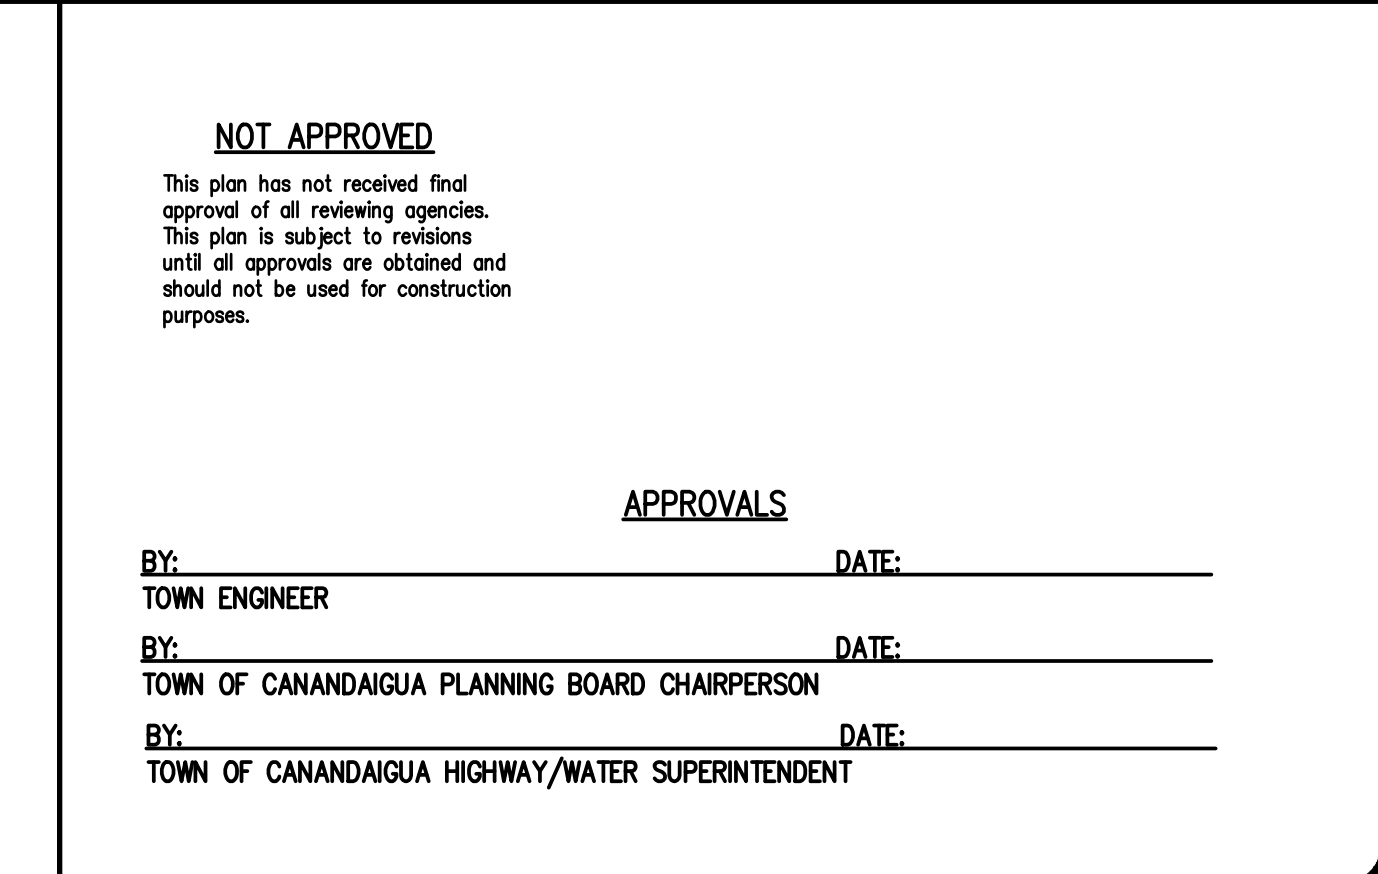 NOT APPROVED
This plan has not received final
approval of all reviewing agencies.
This plan is subject to revisions
until all approvals are obtained and
should not be used for construction
purposes.
APPROVALS
BY: DATE:
TOWN ENGINEER
BY: DATE:
TOWN OF CANANDAIGUA PLANNING BOARD CHAIRPERSON
BY: DATE:
TOWN OF CANANDAIGUA HIGHWAY/WATER SUPERINTENDENT